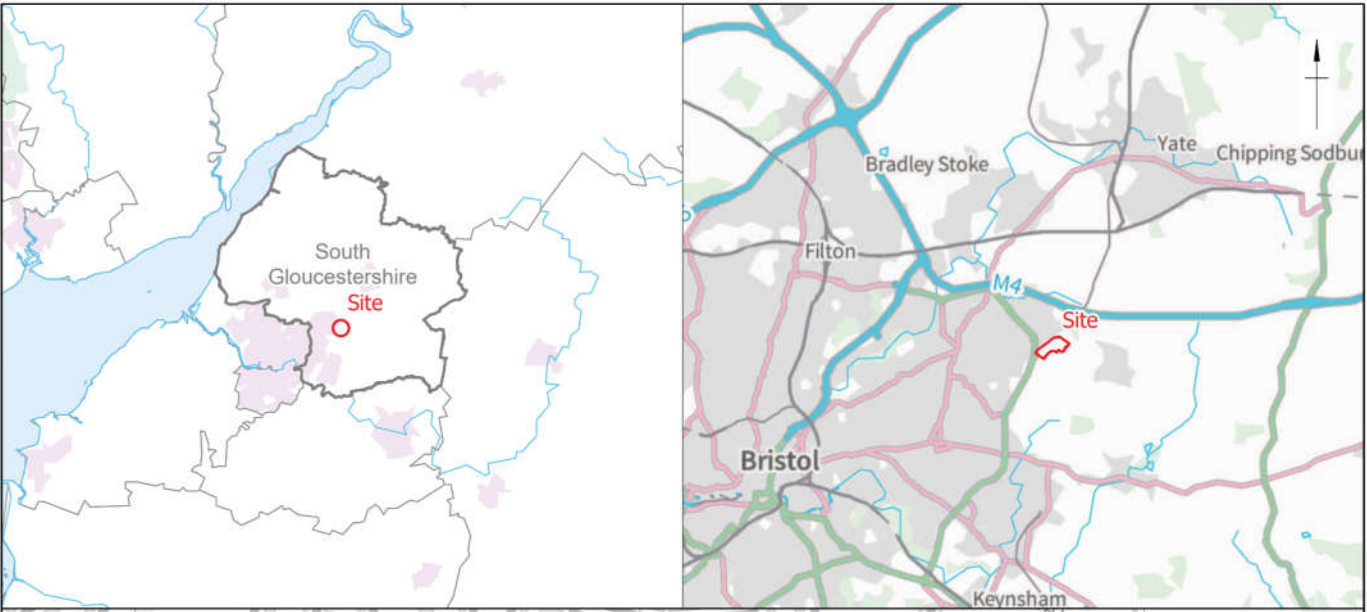 South
Gloucestershire
Site
Bradley Stoke
Yate
Chipping Sodbur
Filton
M4
Site
Bristol
Keynsham